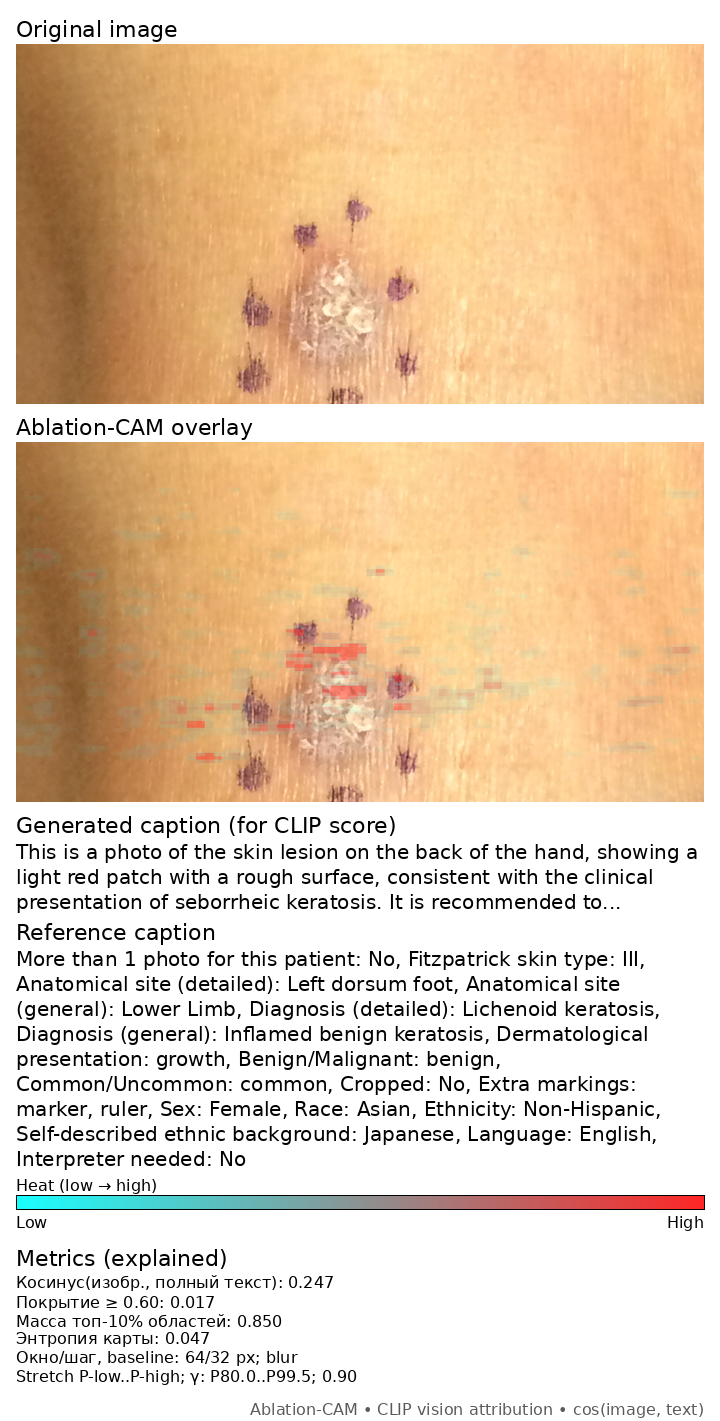 Original image
Ablation-CAM overlay
Generated caption (for CLIP score)
This is a photo of the skin lesion on the back of the hand, showing a
light red patch with a rough surface, consistent with the clinical
presentation of seborrheic keratosis. It is recommended to...
Reference caption
More than 1 photo for this patient: No, Fitzpatrick skin type: III,
Anatomical site (detailed): Left dorsum foot, Anatomical site
(general): Lower Limb, Diagnosis (detailed): Lichenoid keratosis,
Diagnosis (general): Inflamed benign keratosis, Dermatological
presentation: growth, Benign/Malignant: benign,
Common/Uncommon: common, Cropped: No, Extra markings:
marker, ruler, Sex: Female, Race: Asian, Ethnicity: Non-Hispanic,
Self-described ethnic background: Japanese, Language: English,
Interpreter needed: No
Heat (low → high)
Low High
Metrics (explained)
Косинус(изобр., полный текст): 0.247
Покрытие ≥ 0.60: 0.017
Масса топ-10% областей: 0.850
Энтропия карты: 0.047
Окно/шаг, baseline: 64/32 px; blur
Stretch P-low..P-high; γ: P80.0..P99.5; 0.90
Ablation-CAM • CLIP vision attribution • cos(image, text)